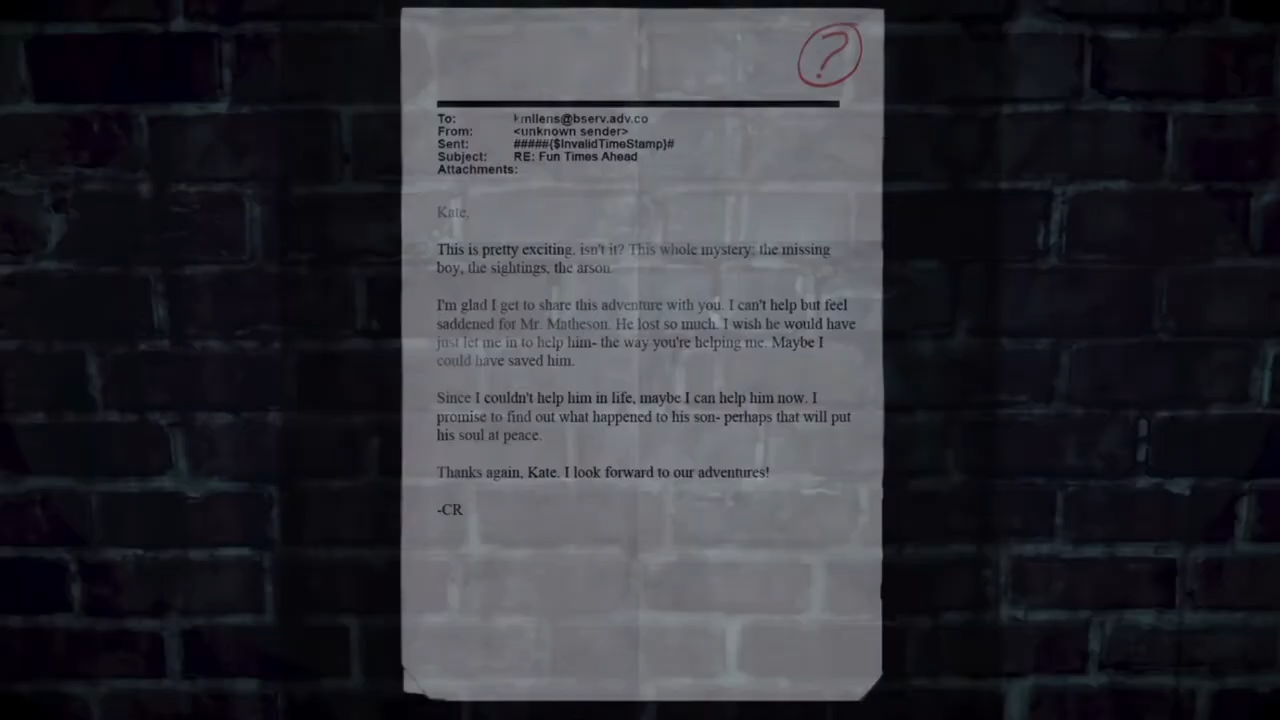 ?
To: kmilens@bserv.adv.co
From: <unknown sender>
Sent: #####{$InvalidTimeStamp}#
Subject: RE: Fun Times Ahead
Attachments:
Kate,
This is pretty exciting, isn't it? This whole mystery; the missing
boy, the sightings, the arson.
I'm glad I get to share this adventure with you. I can't help but feel
saddened for Mr. Matheson. He lost so much. I wish he would have
just let me in to help him- the way you're helping me. Maybe I
could have saved him.
Since I couldn't help him in life, maybe I can help him now. I
promise to find out what happened to his son- perhaps that will put
his soul at peace.
Thanks again, Kate. I look forward to our adventures!
-CR